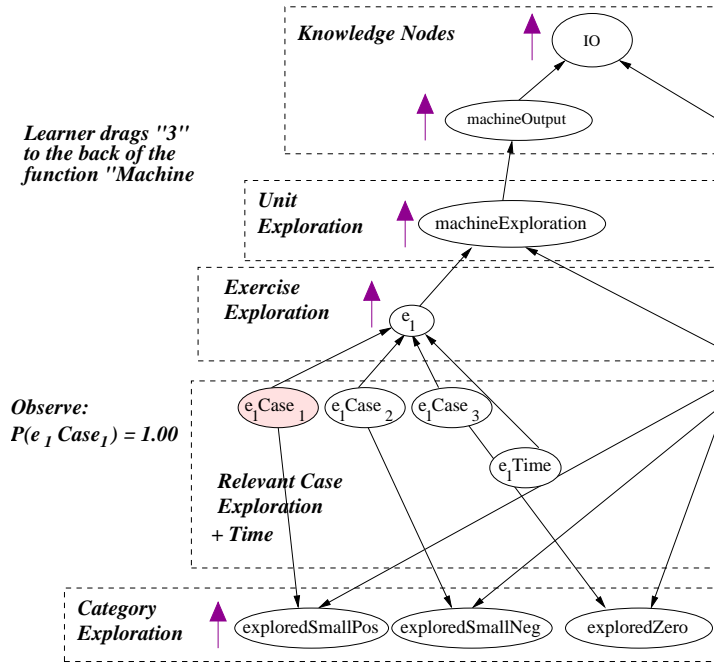 Knowledge Nodes
IO
machineOutput
Learner drags "3"
to the back of the
function "Machine
Unit
Exploration
machineExploration
Exercise
Exploration
e1
Observe:
P(e1 Case1) = 1.00
e1Case1
e1Case2
e1Case3
e1Time
Relevant Case
Exploration
+ Time
Category
Exploration
exploredSmallPos
exploredSmallNeg
exploredZero